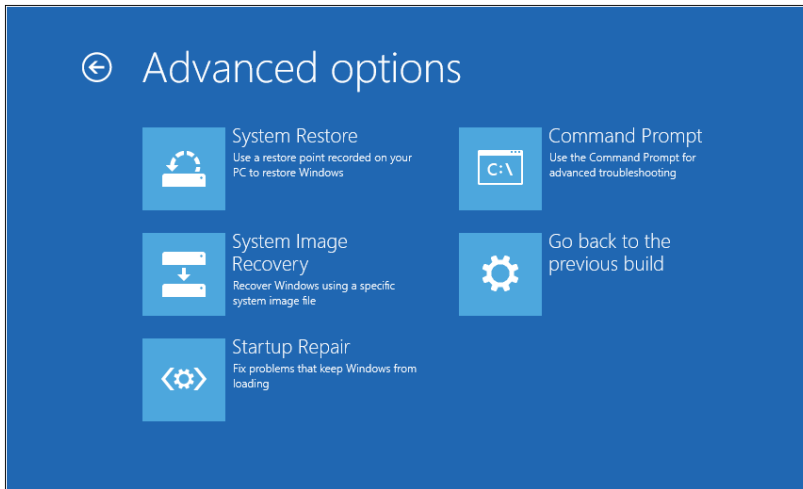 Advanced options
System Restore
Use a restore point recorded on your
PC to restore Windows
System Image
Recovery
Recover Windows using a specific
system image file
Startup Repair
Fix problems that keep Windows from
loading
C:\
Command Prompt
Use the Command Prompt for
advanced troubleshooting
Go back to the
previous build